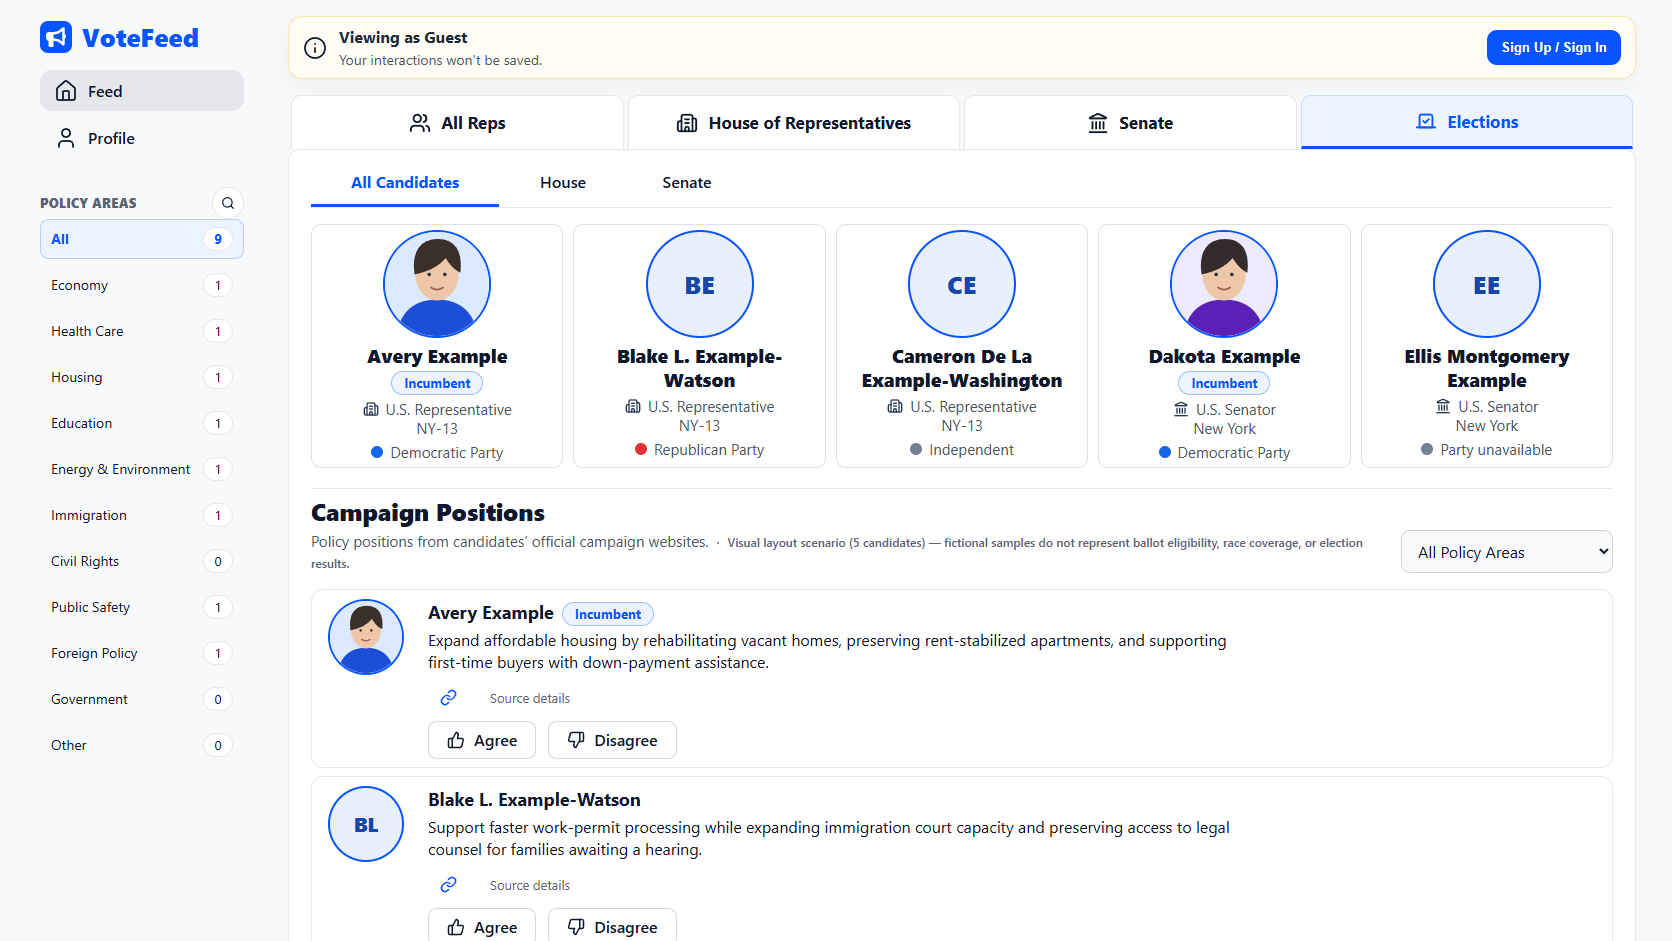 VoteFeed
Feed
Profile
POLICY AREAS
All 9
Economy 1
Health Care 1
Housing 1
Education 1
Energy & Environment 1
Immigration 1
Civil Rights 0
Public Safety 1
Foreign Policy 1
Government 0
Other 0
Viewing as Guest
Your interactions won't be saved.
Sign Up / Sign In
All Reps
House of Representatives
Senate
Elections
All Candidates
House
Senate
Avery Example
Incumbent
U.S. Representative
NY-13
Democratic Party
BE
Blake L. Example-
Watson
U.S. Representative
NY-13
Republican Party
CE
Cameron De La
Example-Washington
U.S. Representative
NY-13
Independent
Dakota Example
Incumbent
U.S. Senator
New York
Democratic Party
EE
Ellis Montgomery
Example
U.S. Senator
New York
Party unavailable
Campaign Positions
Policy positions from candidates' official campaign websites. · Visual layout scenario (5 candidates) — fictional samples do not represent ballot eligibility, race coverage, or election
results.
All Policy Areas
Avery Example Incumbent
Expand affordable housing by rehabilitating vacant homes, preserving rent-stabilized apartments, and supporting
first-time buyers with down-payment assistance.
Source details
Agree Disagree
BL
Blake L. Example-Watson
Support faster work-permit processing while expanding immigration court capacity and preserving access to legal
counsel for families awaiting a hearing.
Source details
Agree Disagree